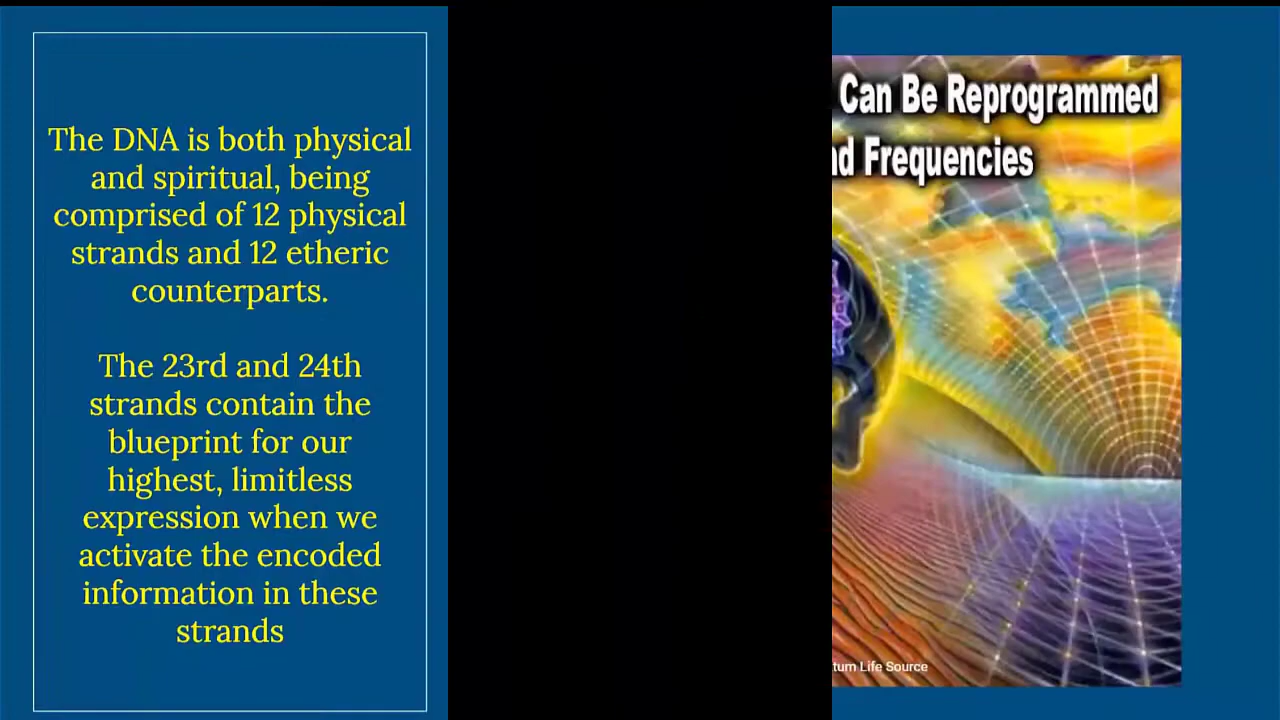 The DNA is both physical
and spiritual, being
comprised of 12 physical
strands and 12 etheric
counterparts.
The 23rd and 24th
strands contain the
blueprint for our
highest, limitless
expression when we
activate the encoded
information in these
strands
Can Be Reprogrammed
Frequencies
Life Source